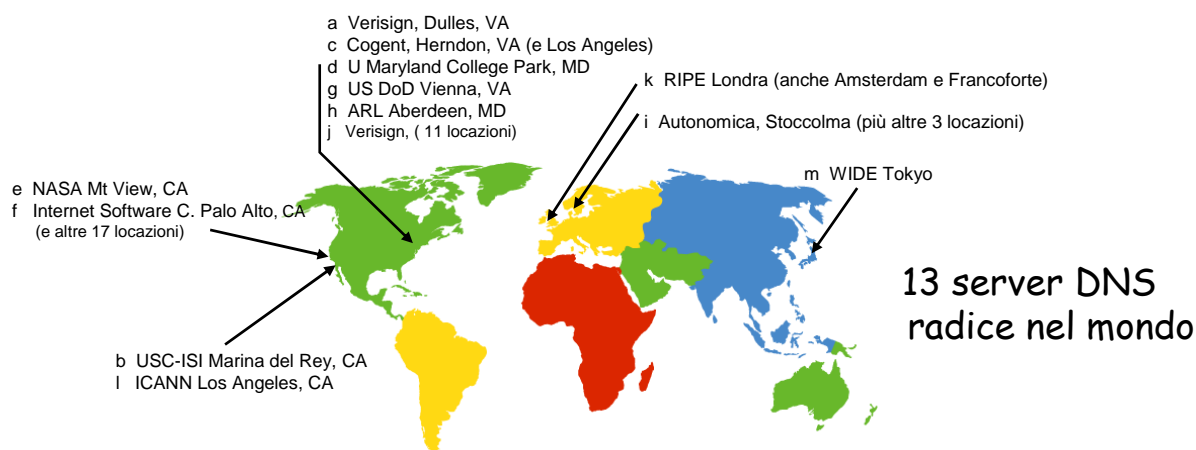 a Verisign, Dulles, VA
c Cogent, Herndon, VA (e Los Angeles)
d U Maryland College Park, MD
g US DoD Vienna, VA
h ARL Aberdeen, MD
j Verisign, ( 11 locazioni)
k RIPE Londra (anche Amsterdam e Francoforte)
i Autonomica, Stoccolma (più altre 3 locazioni)
m WIDE Tokyo
e NASA Mt View, CA
f Internet Software C. Palo Alto, CA
(e altre 17 locazioni)
13 server DNS
radice nel mondo
b USC-ISI Marina del Rey, CA
l ICANN Los Angeles, CA